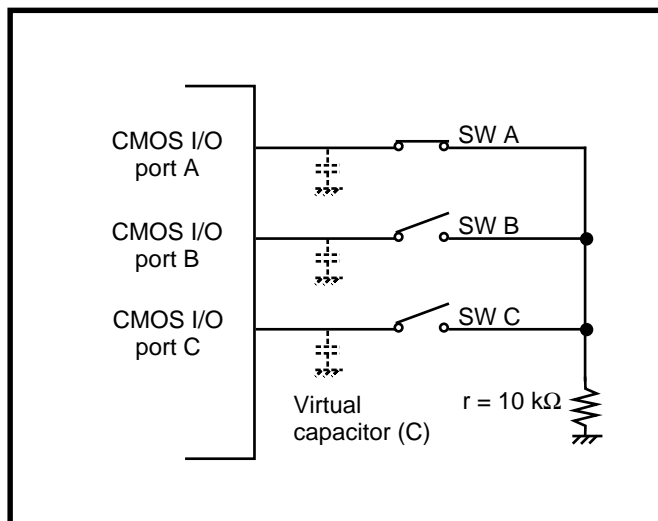 CMOS I/O
port A
SW A
CMOS I/O
port B
SW B
CMOS I/O
port C
SW C
Virtual
capacitor (C)
r = 10 kΩ